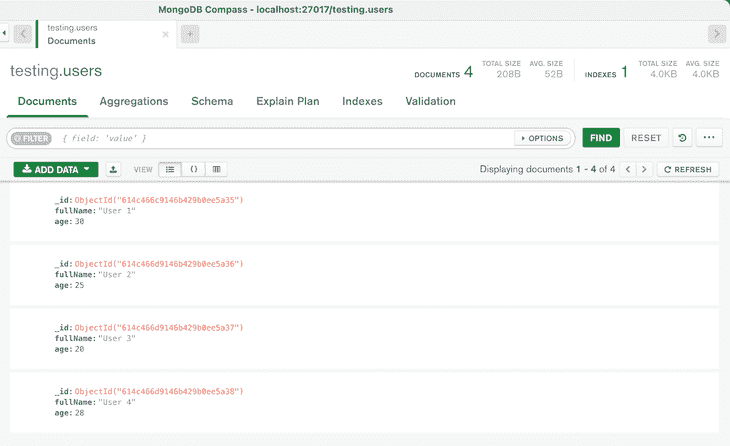 MongoDB Compass - localhost:27017/testing.users
testing.users
Documents
testing.users
DOCUMENTS 4 TOTAL SIZE 208B AVG. SIZE 52B INDEXES 1 TOTAL SIZE 4.0KB AVG. SIZE 4.0KB
Documents Aggregations Schema Explain Plan Indexes Validation
FILTER { field: 'value' } OPTIONS FIND RESET ...
ADD DATA VIEW {} Displaying documents 1 - 4 of 4 REFRESH
_id: ObjectId("614c466c9146b429b0ee5a35")
fullName: "User 1"
age: 30
_id: ObjectId("614c466d9146b429b0ee5a36")
fullName: "User 2"
age: 25
_id: ObjectId("614c466d9146b429b0ee5a37")
fullName: "User 3"
age: 20
_id: ObjectId("614c466d9146b429b0ee5a38")
fullName: "User 4"
age: 28